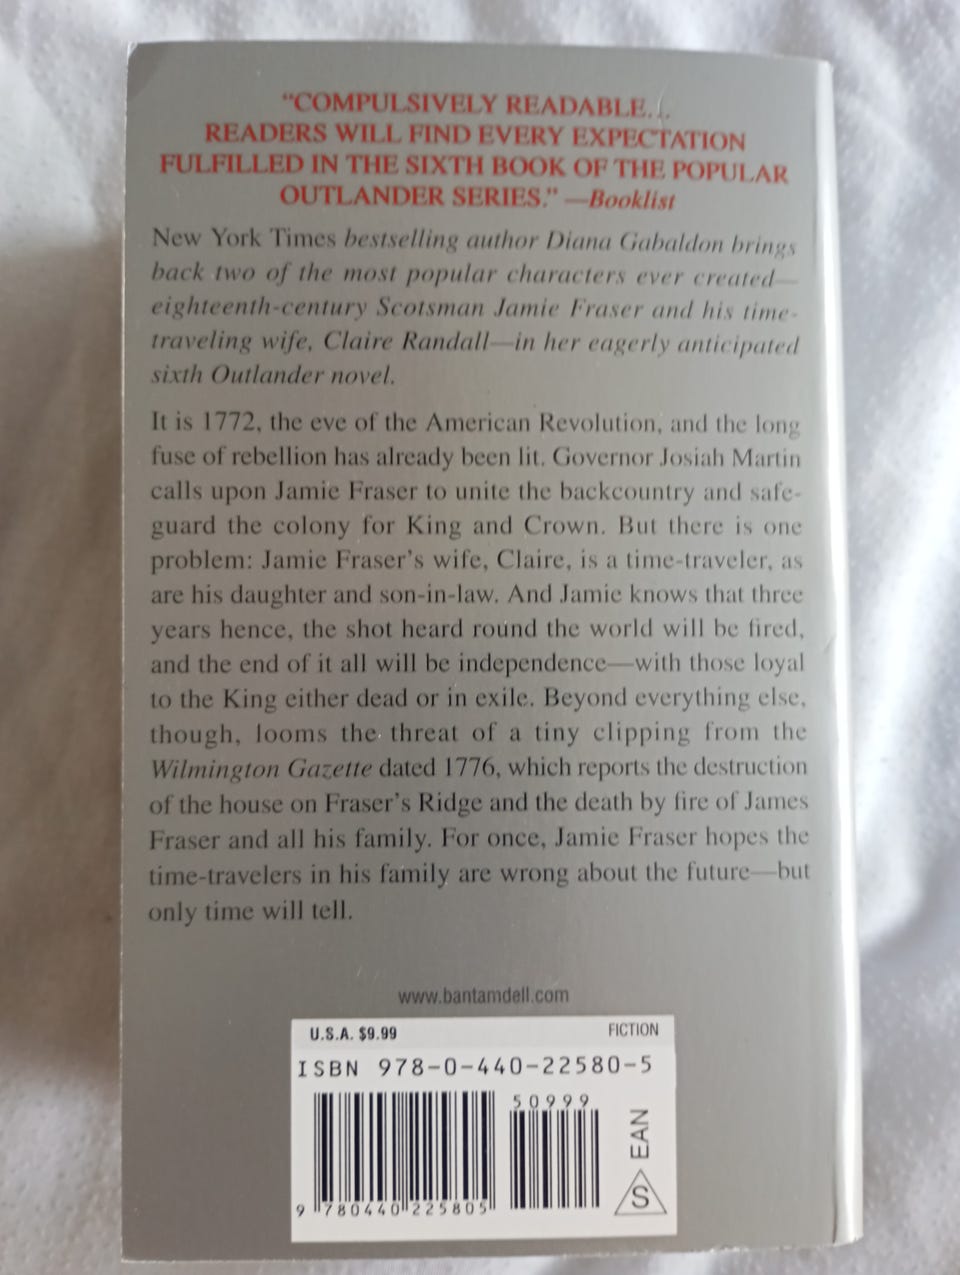 "COMPULSIVELY READABLE...
READERS WILL FIND EVERY EXPECTATION
FULFILLED IN THE SIXTH BOOK OF THE POPULAR
OUTLANDER SERIES." —Booklist
New York Times bestselling author Diana Gabaldon brings
back two of the most popular characters ever created—
eighteenth-century Scotsman Jamie Fraser and his time-
traveling wife, Claire Randall—in her eagerly anticipated
sixth Outlander novel.
It is 1772, the eve of the American Revolution, and the long
fuse of rebellion has already been lit. Governor Josiah Martin
calls upon Jamie Fraser to unite the backcountry and safe-
guard the colony for King and Crown. But there is one
problem: Jamie Fraser's wife, Claire, is a time-traveler, as
are his daughter and son-in-law. And Jamie knows that three
years hence, the shot heard round the world will be fired,
and the end of it all will be independence—with those loyal
to the King either dead or in exile. Beyond everything else,
though, looms the threat of a tiny clipping from the
Wilmington Gazette dated 1776, which reports the destruction
of the house on Fraser's Ridge and the death by fire of James
Fraser and all his family. For once, Jamie Fraser hopes the
time-travelers in his family are wrong about the future—but
only time will tell.
www.bantamdell.com
U.S.A. $9.99 FICTION
ISBN 978-0-440-22580-5
50999
EAN
S
9 780440 225805